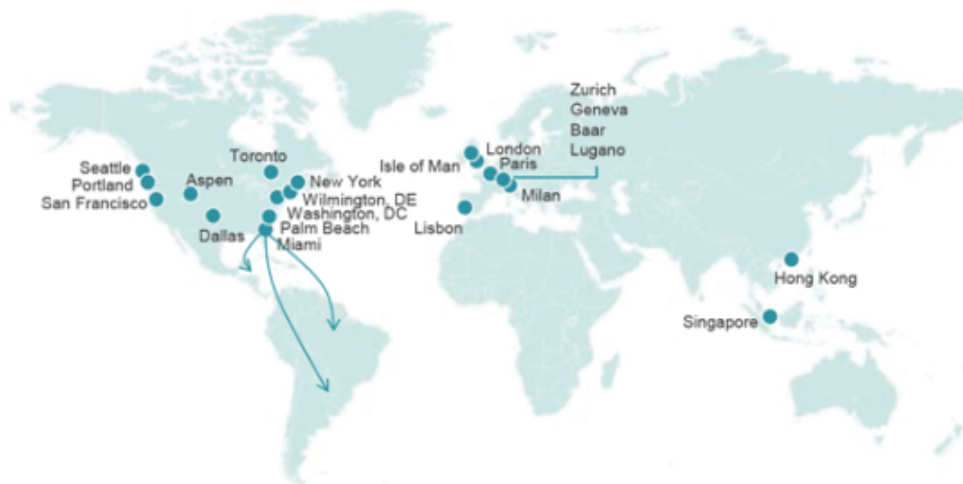 Zurich
Geneva
Baar
Lugano
London
Isle of Man
Paris
Milan
Lisbon
Seattle
Portland
San Francisco
Aspen
Toronto
New York
Wilmington, DE
Washington, DC
Palm Beach
Miami
Dallas
Hong Kong
Singapore